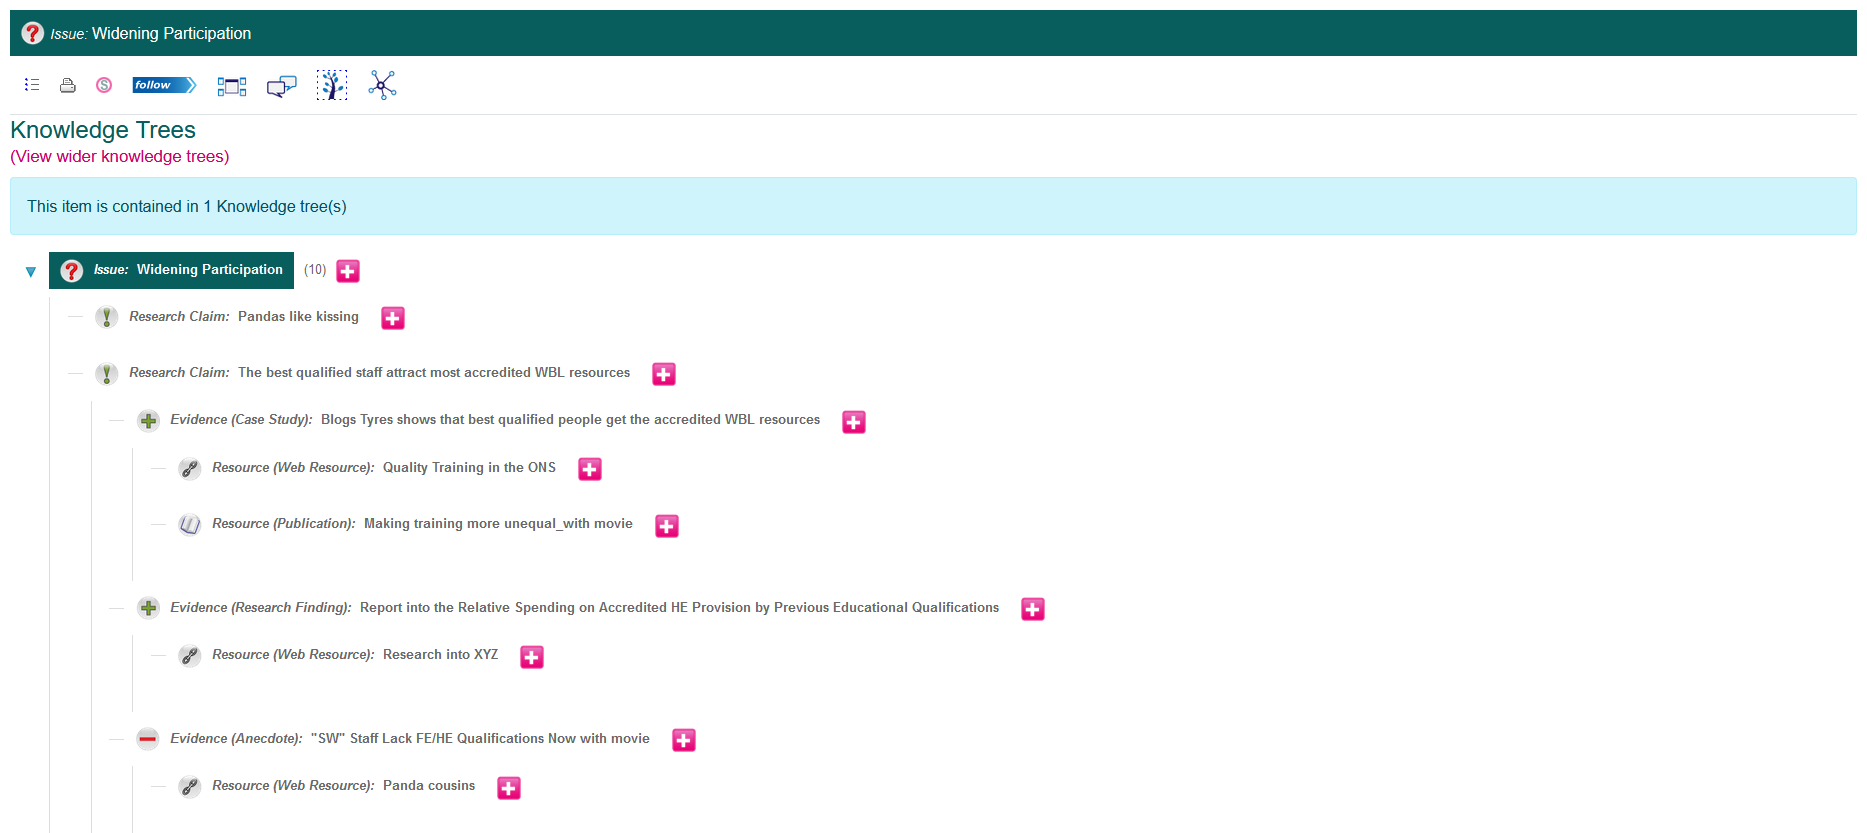 Issue: Widening Participation
follow
Knowledge Trees
(View wider knowledge trees)
This item is contained in 1 Knowledge tree(s)
Issue: Widening Participation (10)
Research Claim: Pandas like kissing
Research Claim: The best qualified staff attract most accredited WBL resources
Evidence (Case Study): Blogs Tyres shows that best qualified people get the accredited WBL resources
Resource (Web Resource): Quality Training in the ONS
Resource (Publication): Making training more unequal_with movie
Evidence (Research Finding): Report into the Relative Spending on Accredited HE Provision by Previous Educational Qualifications
Resource (Web Resource): Research into XYZ
Evidence (Anecdote): "SW" Staff Lack FE/HE Qualifications Now with movie
Resource (Web Resource): Panda cousins